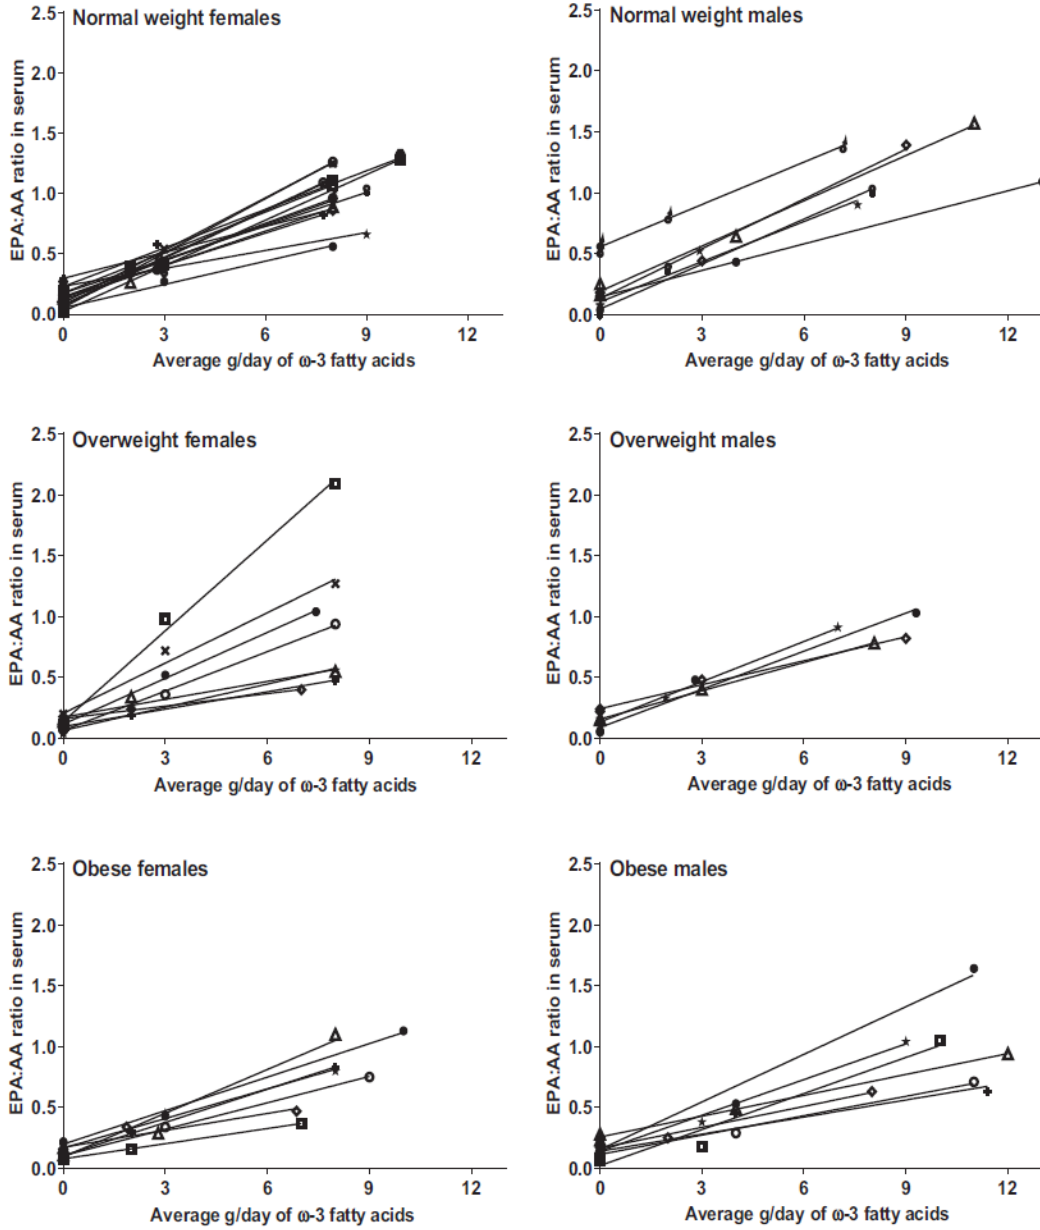 Normal weight females
EPA:AA ratio in serum
2.5
2.0
1.5
1.0
0.5
0.0
0 3 6 9 12
Average g/day of ω-3 fatty acids
Normal weight males
EPA:AA ratio in serum
2.5
2.0
1.5
1.0
0.5
0.0
0 3 6 9 12
Average g/day of ω-3 fatty acids
Overweight females
EPA:AA ratio in serum
2.5
2.0
1.5
1.0
0.5
0.0
0 3 6 9 12
Average g/day of ω-3 fatty acids
Overweight males
EPA:AA ratio in serum
2.5
2.0
1.5
1.0
0.5
0.0
0 3 6 9 12
Average g/day of ω-3 fatty acids
Obese females
EPA:AA ratio in serum
2.5
2.0
1.5
1.0
0.5
0.0
0 3 6 9 12
Average g/day of ω-3 fatty acids
Obese males
EPA:AA ratio in serum
2.5
2.0
1.5
1.0
0.5
0.0
0 3 6 9 12
Average g/day of ω-3 fatty acids